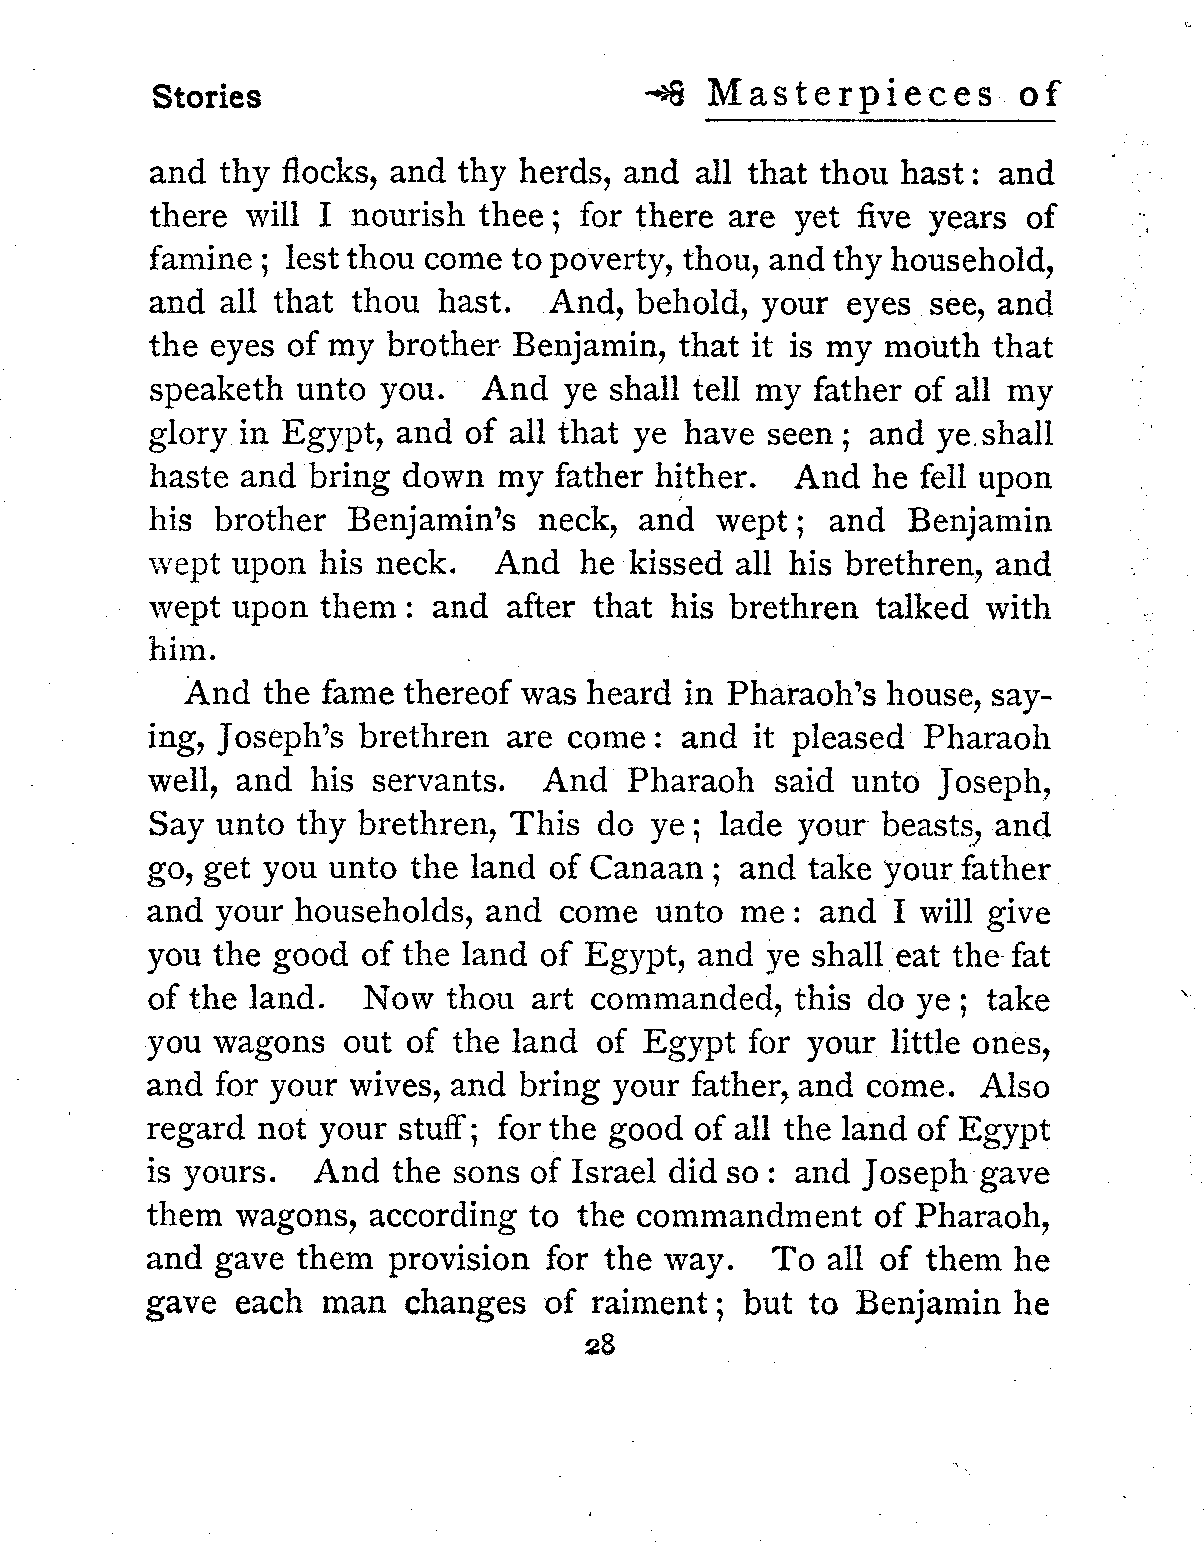 Stories Masterpieces of
and thy flocks, and thy herds, and all that thou hast: and
there will I nourish thee; for there are yet five years of
famine; lest thou come to poverty, thou, and thy household,
and all that thou hast. And, behold, your eyes see, and
the eyes of my brother Benjamin, that it is my mouth that
speaketh unto you. And ye shall tell my father of all my
glory in Egypt, and of all that ye have seen; and ye shall
haste and bring down my father hither. And he fell upon
his brother Benjamin's neck, and wept; and Benjamin
wept upon his neck. And he kissed all his brethren, and
wept upon them: and after that his brethren talked with
him.
And the fame thereof was heard in Pharaoh's house, say-
ing, Joseph's brethren are come: and it pleased Pharaoh
well, and his servants. And Pharaoh said unto Joseph,
Say unto thy brethren, This do ye; lade your beasts, and
go, get you unto the land of Canaan; and take your father
and your households, and come unto me: and I will give
you the good of the land of Egypt, and ye shall eat the fat
of the land. Now thou art commanded, this do ye; take
you wagons out of the land of Egypt for your little ones,
and for your wives, and bring your father, and come. Also
regard not your stuff; for the good of all the land of Egypt
is yours. And the sons of Israel did so: and Joseph gave
them wagons, according to the commandment of Pharaoh,
and gave them provision for the way. To all of them he
gave each man changes of raiment; but to Benjamin he
28